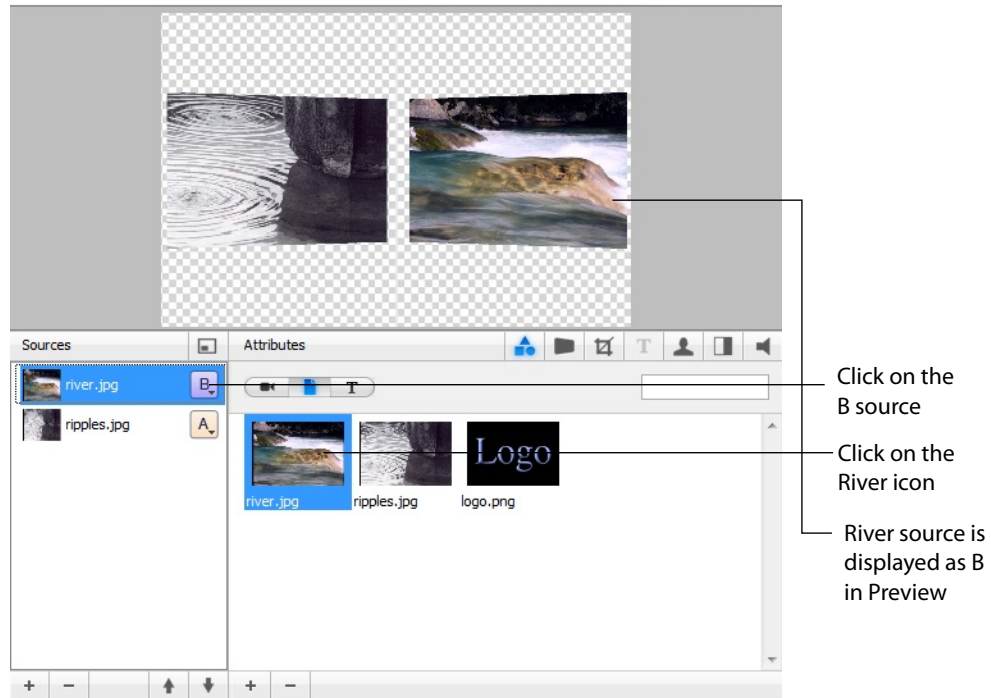 Sources
Attributes
T
river.jpg
B
T
ripples.jpg
A
Logo
river.jpg
ripples.jpg
logo.png
+
−
+
−
Click on the
B source
Click on the
River icon
River source is
displayed as B
in Preview